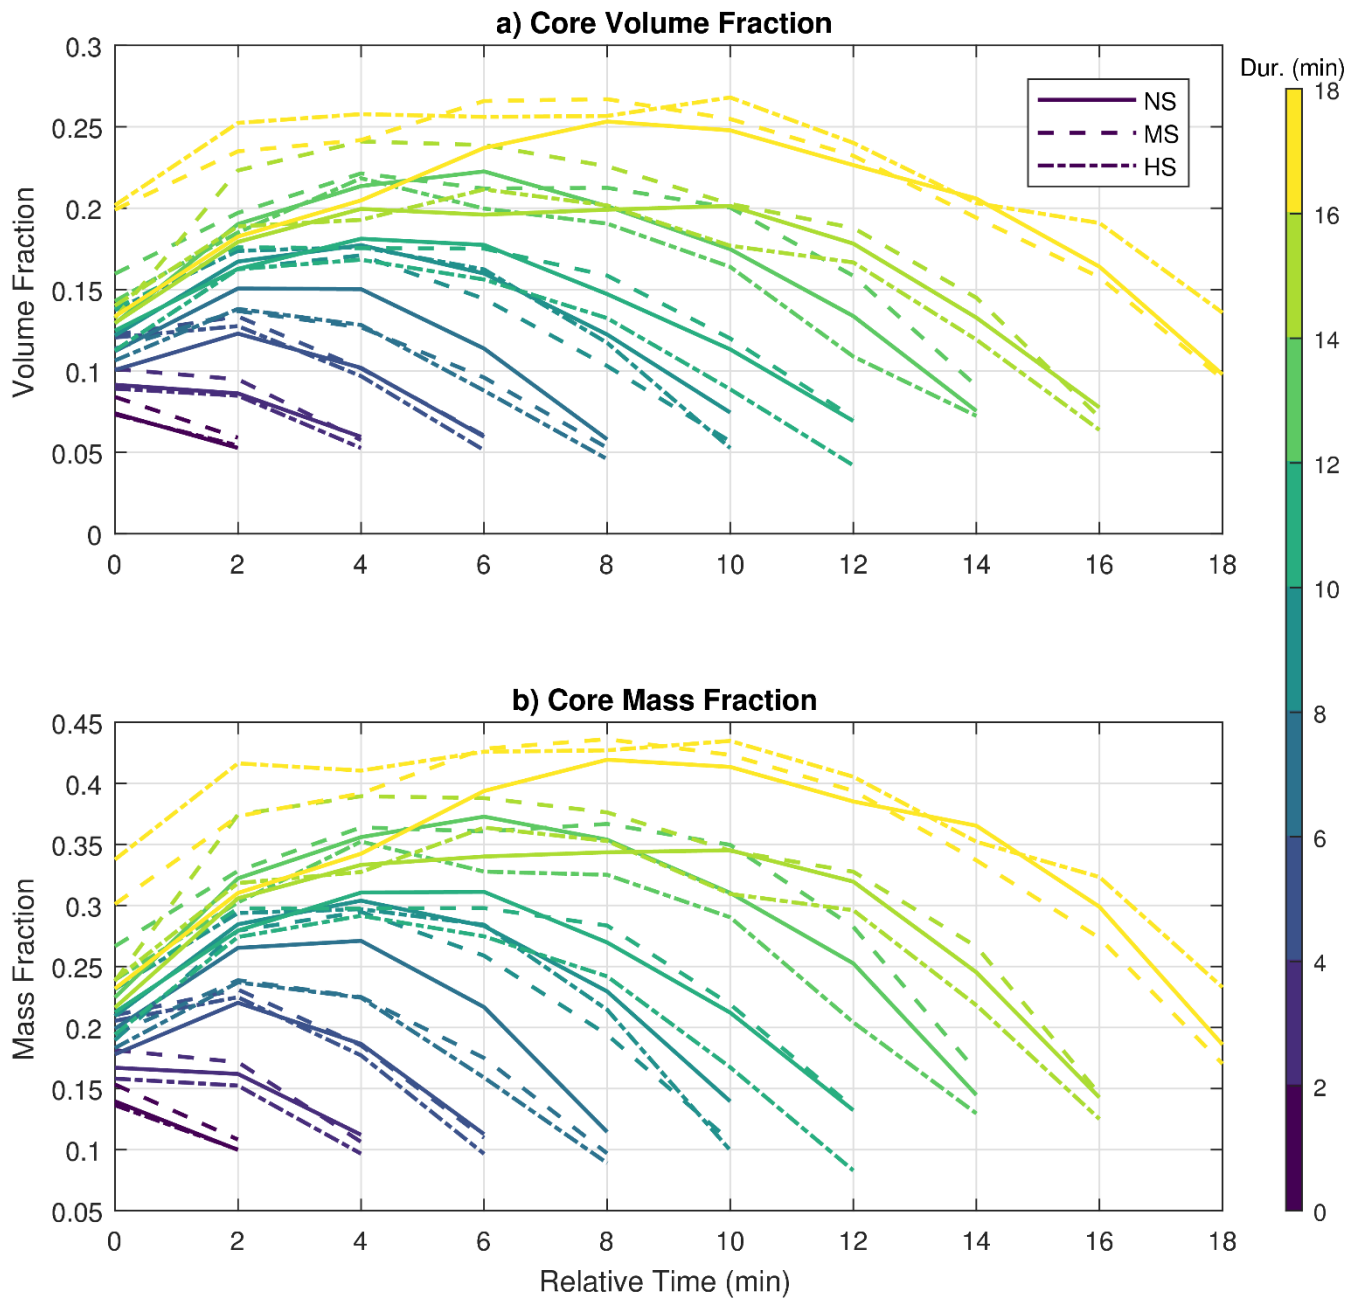 a) Core Volume Fraction
Dur. (min)
Volume Fraction
0.3
0.25
0.2
0.15
0.1
0.05
0
0 2 4 6 8 10 12 14 16 18
NS
MS
HS
18
16
14
12
10
8
6
4
2
0
b) Core Mass Fraction
Mass Fraction
0.45
0.4
0.35
0.3
0.25
0.2
0.15
0.1
0.05
0 2 4 6 8 10 12 14 16 18
Relative Time (min)